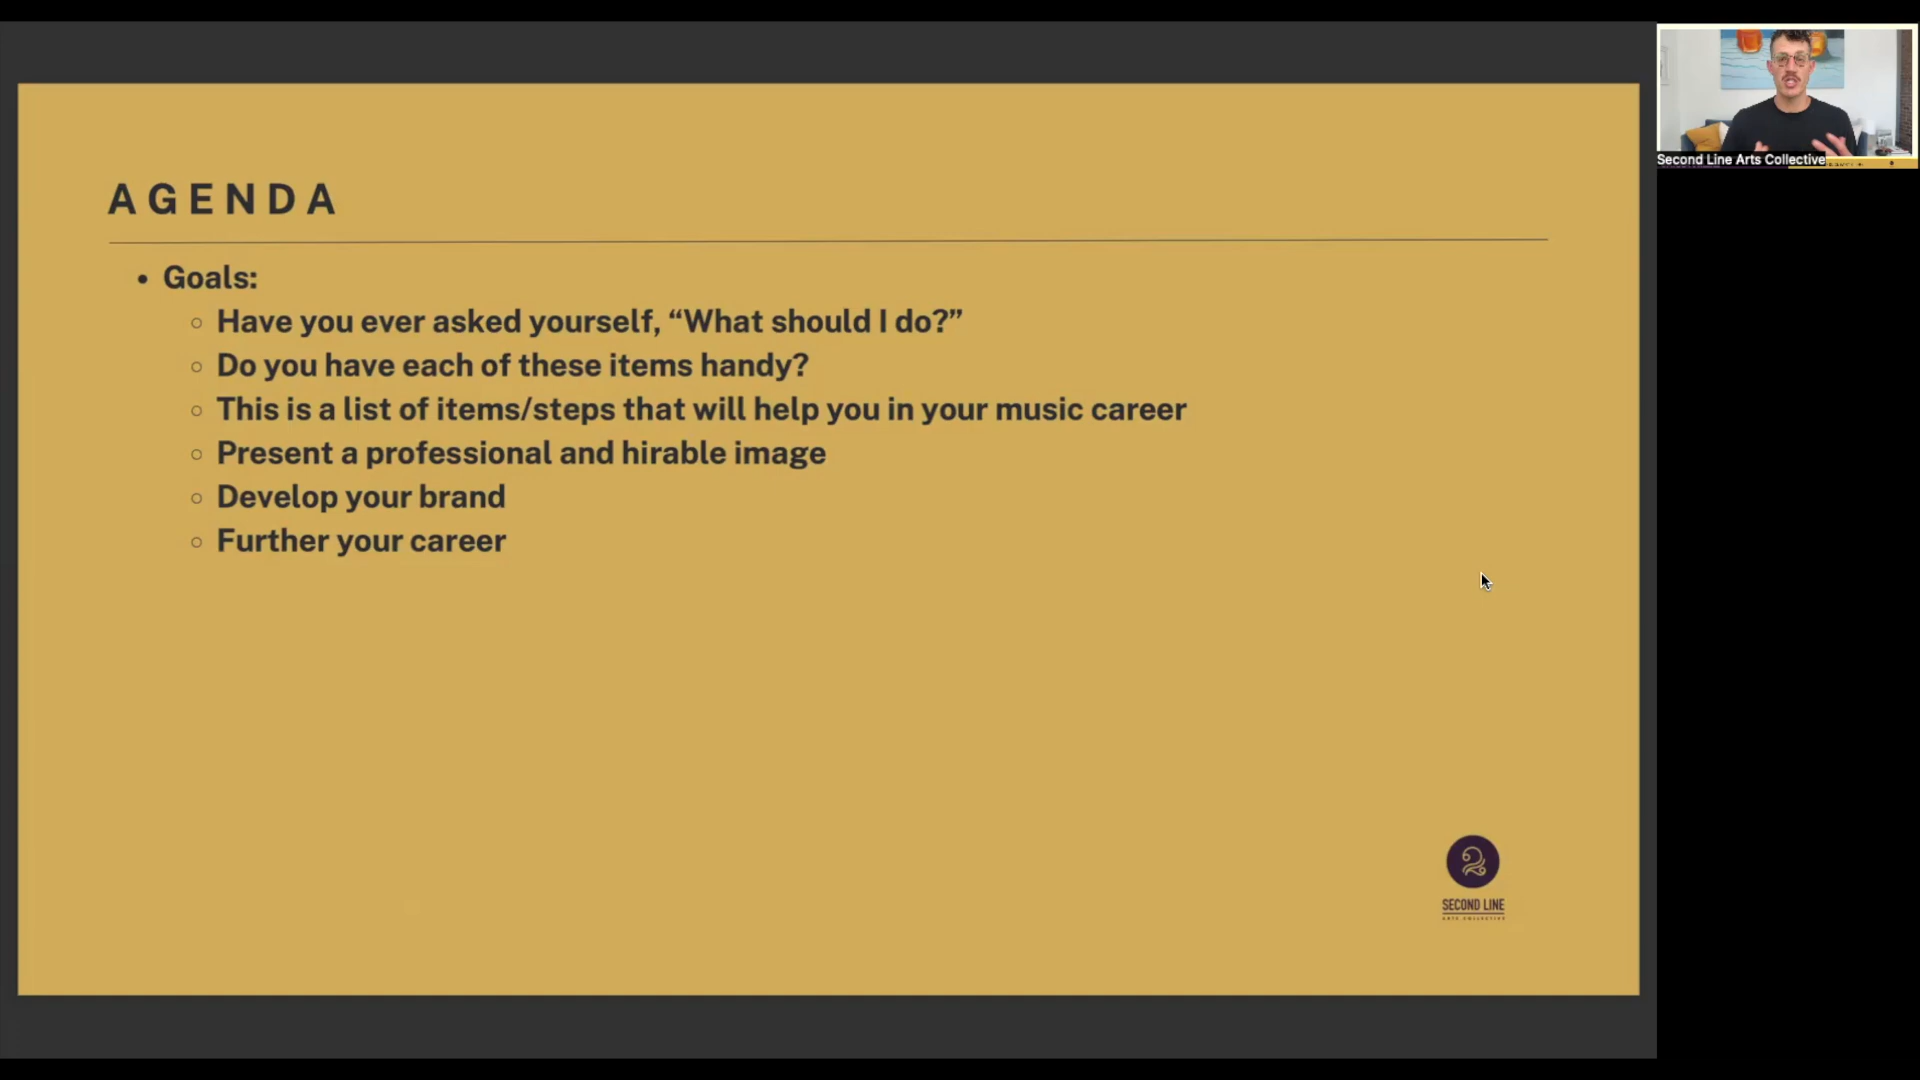 AGENDA
• Goals:
○ Have you ever asked yourself, “What should I do?”
○ Do you have each of these items handy?
○ This is a list of items/steps that will help you in your music career
○ Present a professional and hirable image
○ Develop your brand
○ Further your career
SECOND LINE
ARTS COLLECTIVE
Second Line Arts Collective